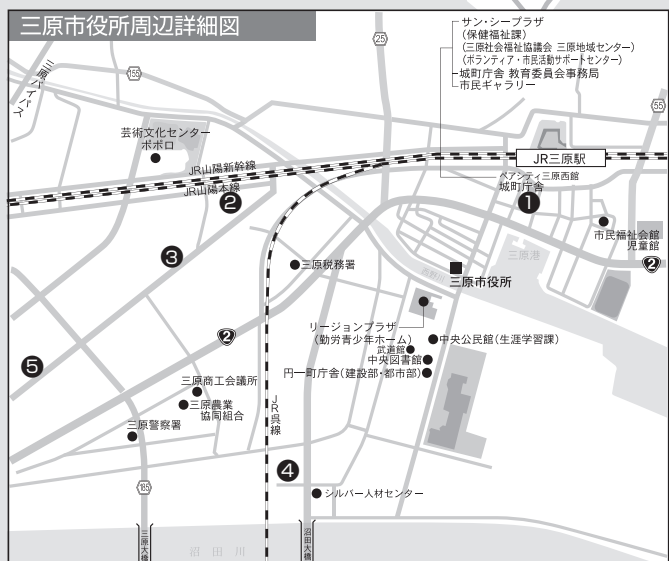 三原市役所周辺詳細図
サン・シープラザ
(保健福祉課)
(三原社会福祉協議会 三原地域センター)
(ボランティア・市民活動サポートセンター)
城町庁舎 教育委員会事務局
市民ギャラリー
25
155
55
三原バイパス
芸術文化センター
ポポロ
JR山陽新幹線
JR山陽本線
JR三原駅
ペアシティ三原西館
城町庁舎
1
2
3
市民福祉会館
児童館
三原港
2
三原税務署
三原市役所
西野川
リージョンプラザ
(勤労青少年ホーム)
武道館
中央公民館(生涯学習課)
中央図書館
円一町庁舎(建設部・都市部)
2
5
三原商工会議所
三原農業
協同組合
三原警察署
JR呉線
4
185
シルバー人材センター
三原大橋
沼田川
沼田大橋